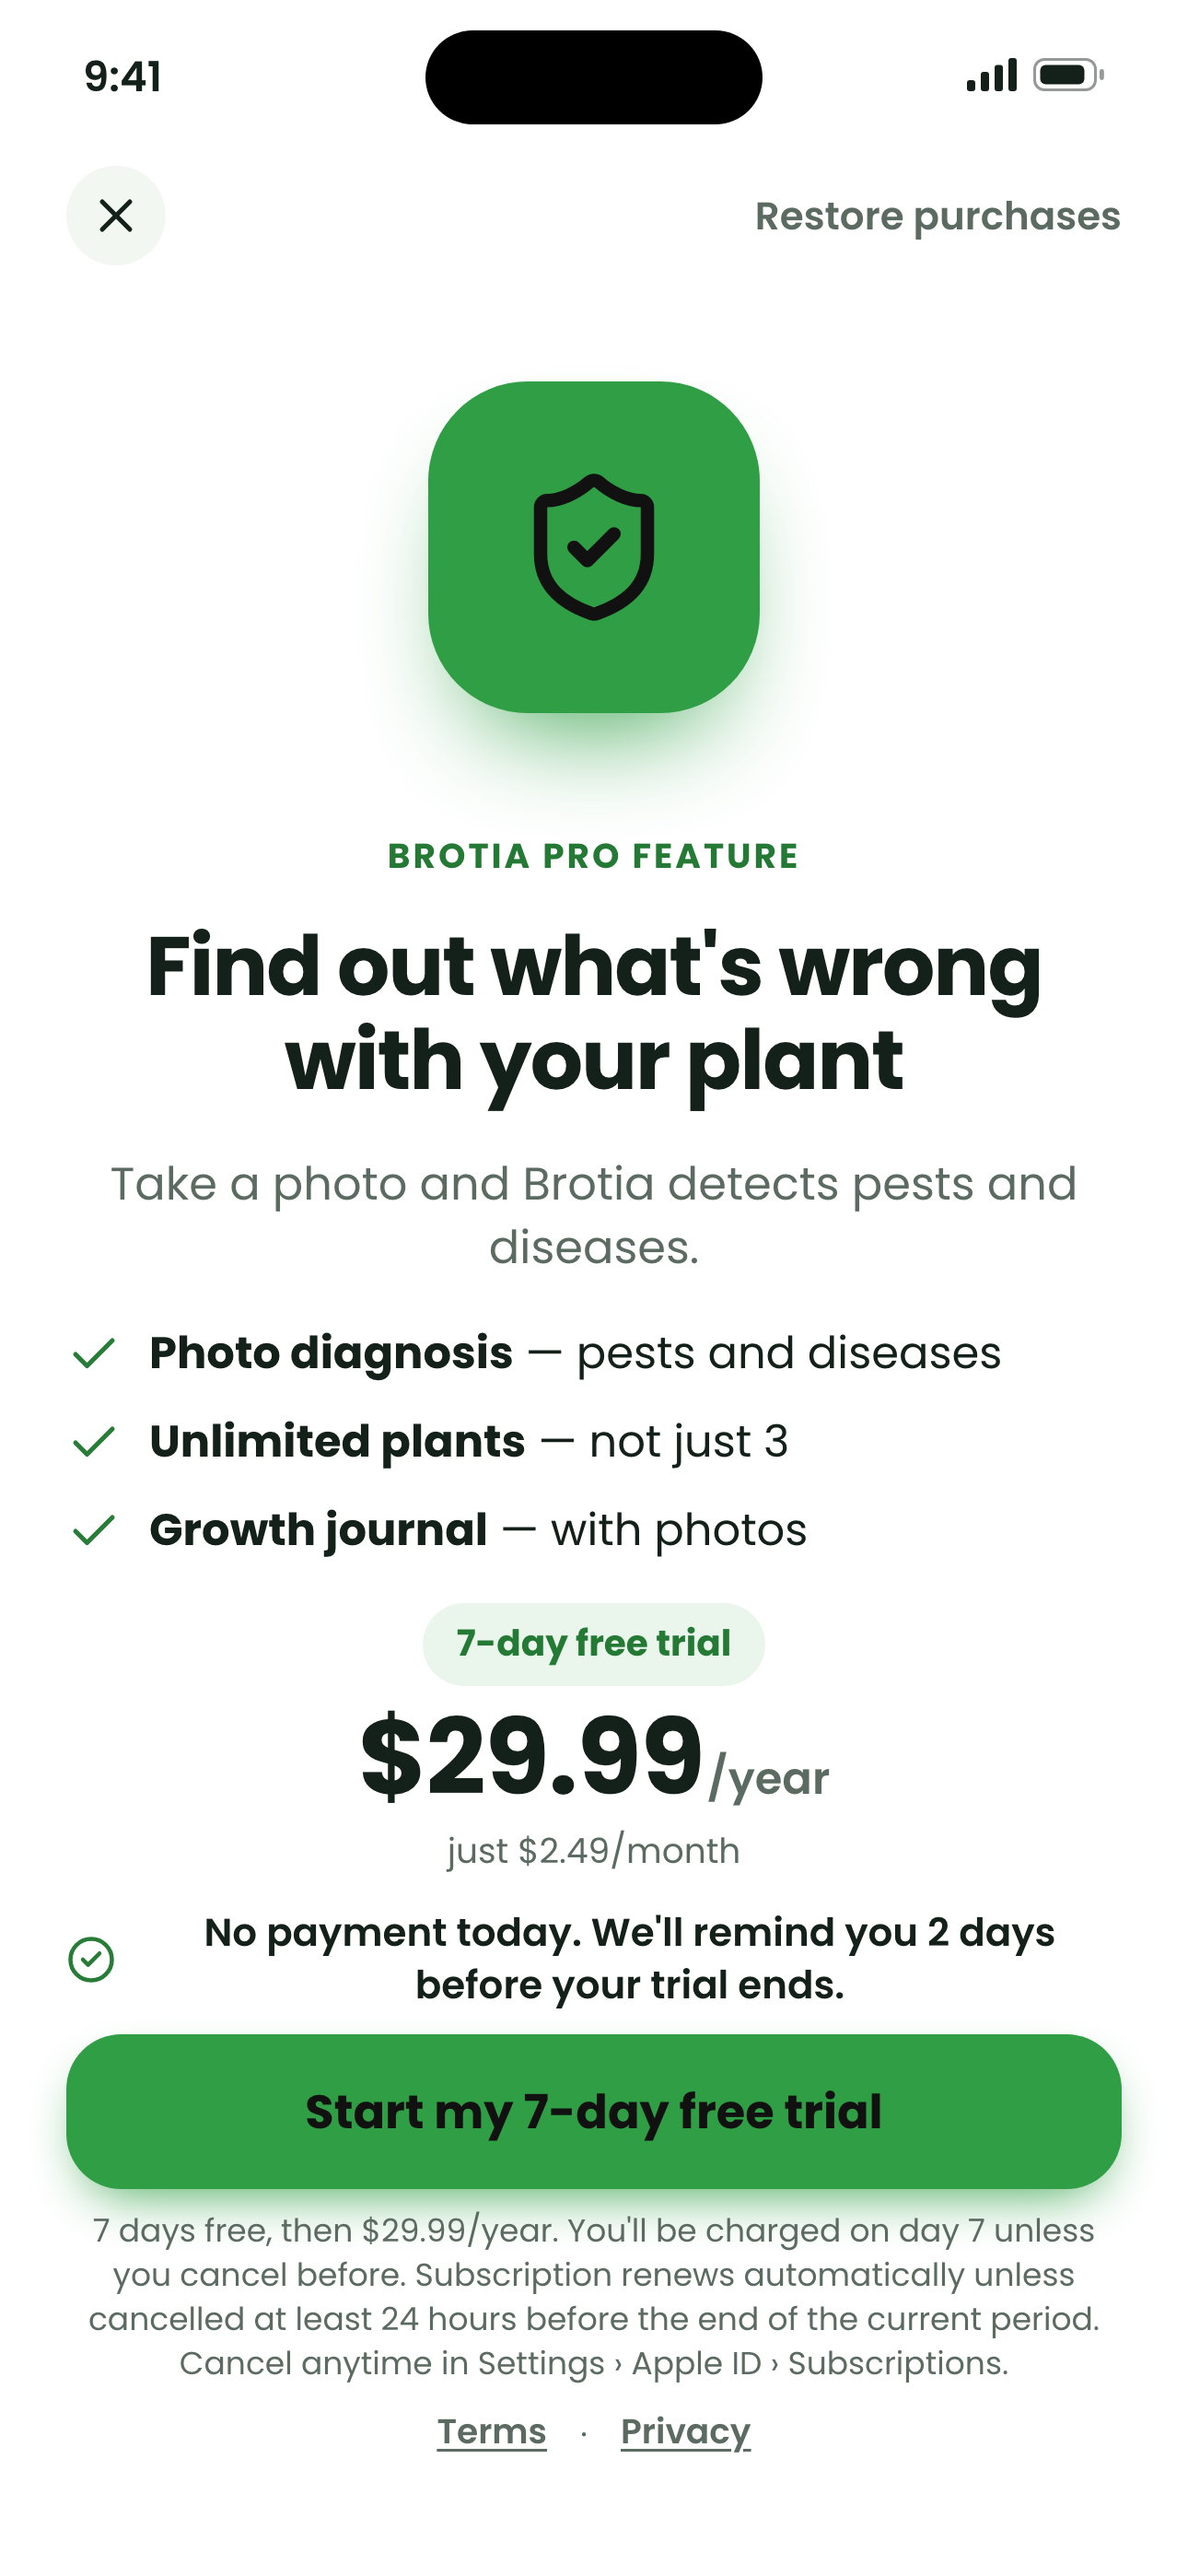 9:41
Restore purchases
BROTIA PRO FEATURE
Find out what's wrong
with your plant
Take a photo and Brotia detects pests and
diseases.
Photo diagnosis — pests and diseases
Unlimited plants — not just 3
Growth journal — with photos
7-day free trial
$29.99/year
just $2.49/month
No payment today. We'll remind you 2 days
before your trial ends.
Start my 7-day free trial
7 days free, then $29.99/year. You'll be charged on day 7 unless
you cancel before. Subscription renews automatically unless
cancelled at least 24 hours before the end of the current period.
Cancel anytime in Settings › Apple ID › Subscriptions.
Terms · Privacy